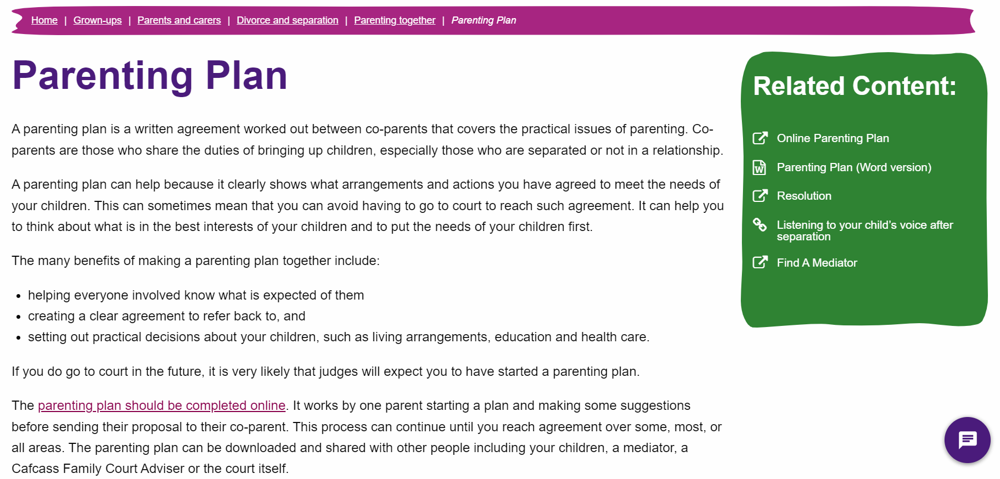 Home | Grown-ups | Parents and carers | Divorce and separation | Parenting together | Parenting Plan
Parenting Plan
A parenting plan is a written agreement worked out between co-parents that covers the practical issues of parenting. Co-
parents are those who share the duties of bringing up children, especially those who are separated or not in a relationship.
A parenting plan can help because it clearly shows what arrangements and actions you have agreed to meet the needs of
your children. This can sometimes mean that you can avoid having to go to court to reach such agreement. It can help you
to think about what is in the best interests of your children and to put the needs of your children first.
The many benefits of making a parenting plan together include:
• helping everyone involved know what is expected of them
• creating a clear agreement to refer back to, and
• setting out practical decisions about your children, such as living arrangements, education and health care.
If you do go to court in the future, it is very likely that judges will expect you to have started a parenting plan.
The parenting plan should be completed online. It works by one parent starting a plan and making some suggestions
before sending their proposal to their co-parent. This process can continue until you reach agreement over some, most, or
all areas. The parenting plan can be downloaded and shared with other people including your children, a mediator, a
Cafcass Family Court Adviser or the court itself.
Related Content:
Online Parenting Plan
Parenting Plan (Word version)
Resolution
Listening to your child’s voice after
separation
Find A Mediator